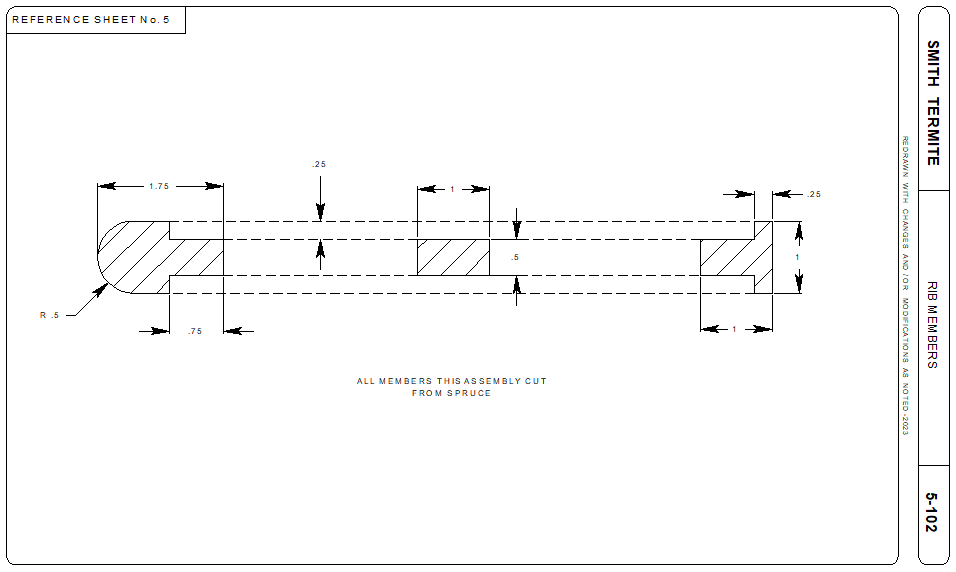 REFERENCE SHEET No. 5
.25
1.75
1
.25
.5
1
R .5
.75
1
ALL MEMBERS THIS ASSEMBLY CUT
FROM SPRUCE
REDRAWN WITH CHANGES AND/OR MODIFICATIONS AS NOTED-2023
SMITH TERMITE
RIB MEMBERS
5-102